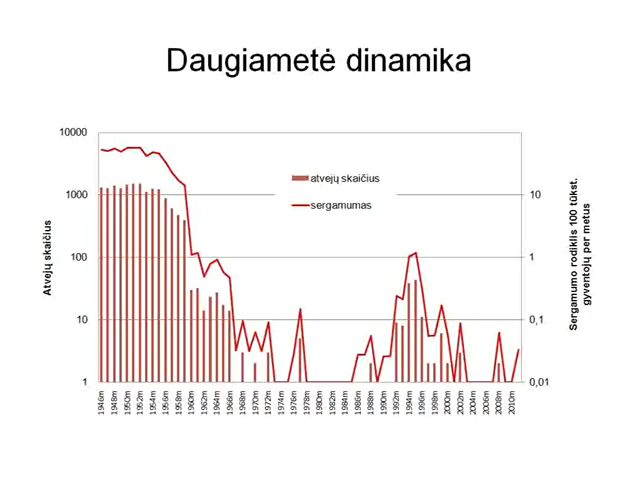 Daugiametė dinamika
10000
1000
100
10
1
Atvejų skaičius
atvejų skaičius
sergamumas
10
1
0,1
0,01
Sergamumo rodiklis 100 tūkst.
gyventojų per metus
1946m
1948m
1950m
1952m
1954m
1956m
1958m
1960m
1962m
1964m
1966m
1968m
1970m
1972m
1974m
1976m
1978m
1980m
1982m
1984m
1986m
1988m
1990m
1992m
1994m
1996m
1998m
2000m
2002m
2004m
2006m
2008m
2010m